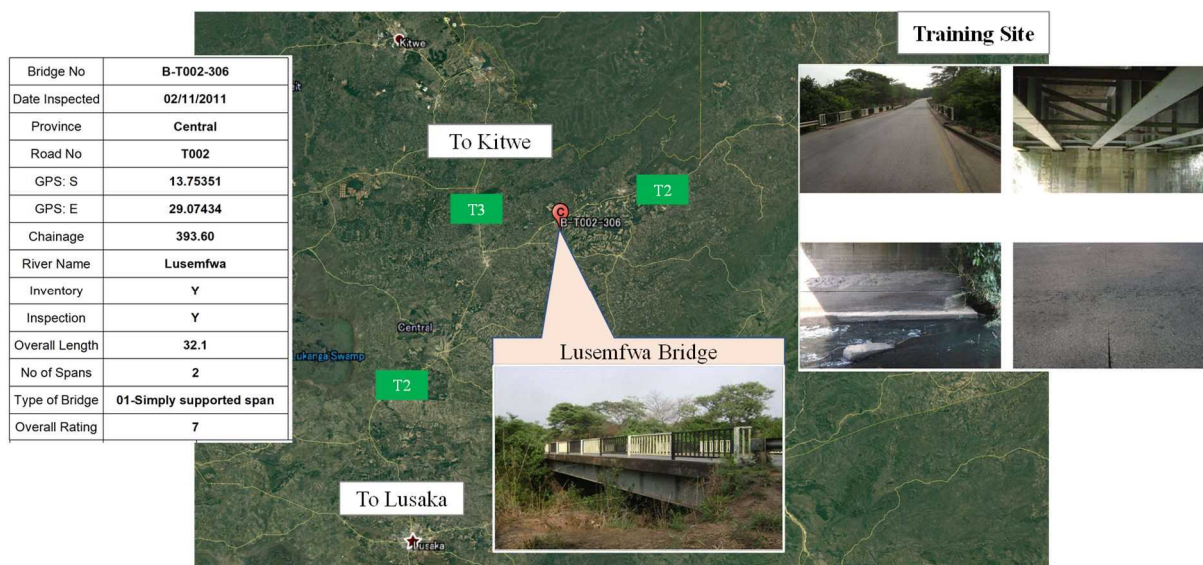 Bridge No B-T002-306
Date Inspected 02/11/2011
Province Central
Road No T002
GPS: S 13.75351
GPS: E 29.07434
Chainage 393.60
River Name Lusemfwa
Inventory Y
Inspection Y
Overall Length 32.1
No of Spans 2
Type of Bridge 01-Simply supported span
Overall Rating 7
Kitwe
To Kitwe
T3
T2
B-T002-306
Central
ukanga Swamp
T2
To Lusaka
Lusaka
Lusemfwa Bridge
Training Site